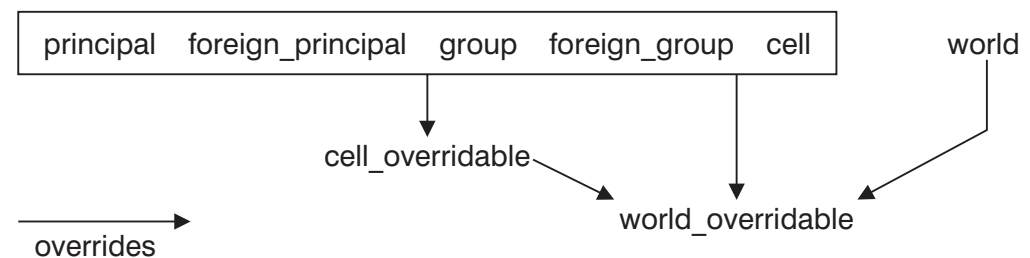 principal foreign_principal group foreign_group cell world
cell_overridable
world_overridable
overrides